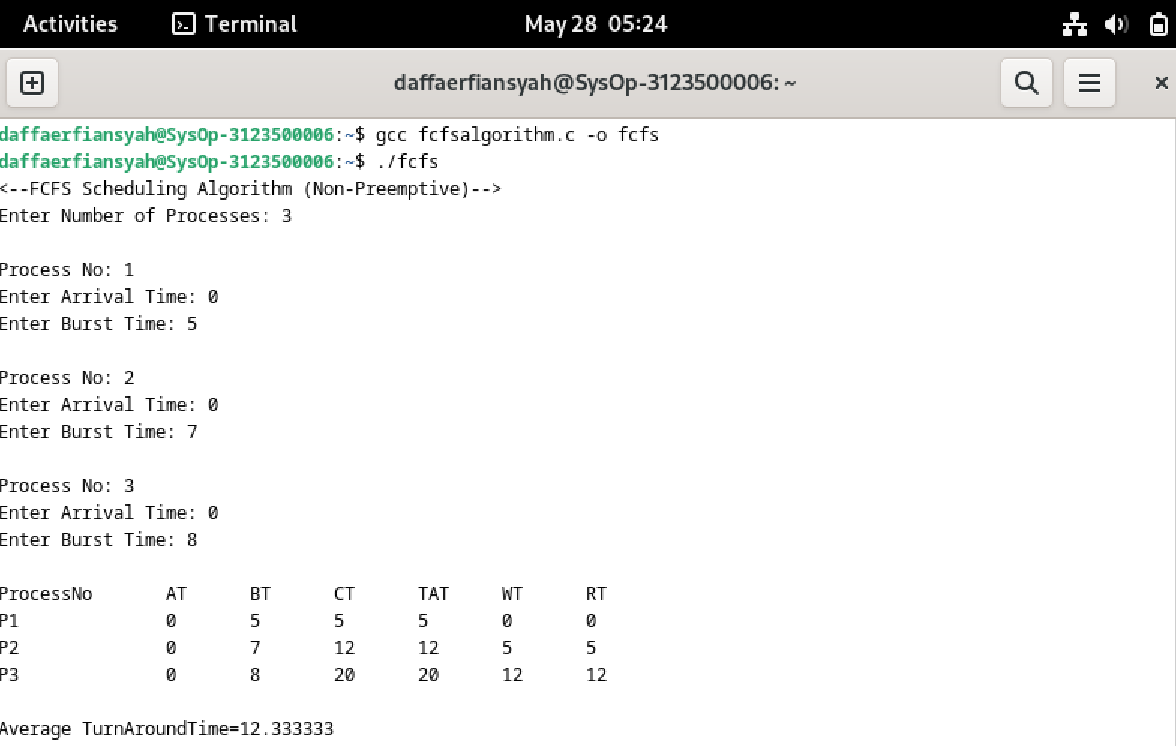 Activities Terminal May 28 05:24
daffaerfiansyah@SysOp-3123500006: ~
daffaerfiansyah@SysOp-3123500006:~$ gcc fcfsalgorithm.c -o fcfs
daffaerfiansyah@SysOp-3123500006:~$ ./fcfs
<--FCFS Scheduling Algorithm (Non-Preemptive)-->
Enter Number of Processes: 3
Process No: 1
Enter Arrival Time: 0
Enter Burst Time: 5
Process No: 2
Enter Arrival Time: 0
Enter Burst Time: 7
Process No: 3
Enter Arrival Time: 0
Enter Burst Time: 8
ProcessNo AT BT CT TAT WT RT
P1 0 5 5 5 0 0
P2 0 7 12 12 5 5
P3 0 8 20 20 12 12
Average TurnAroundTime=12.333333